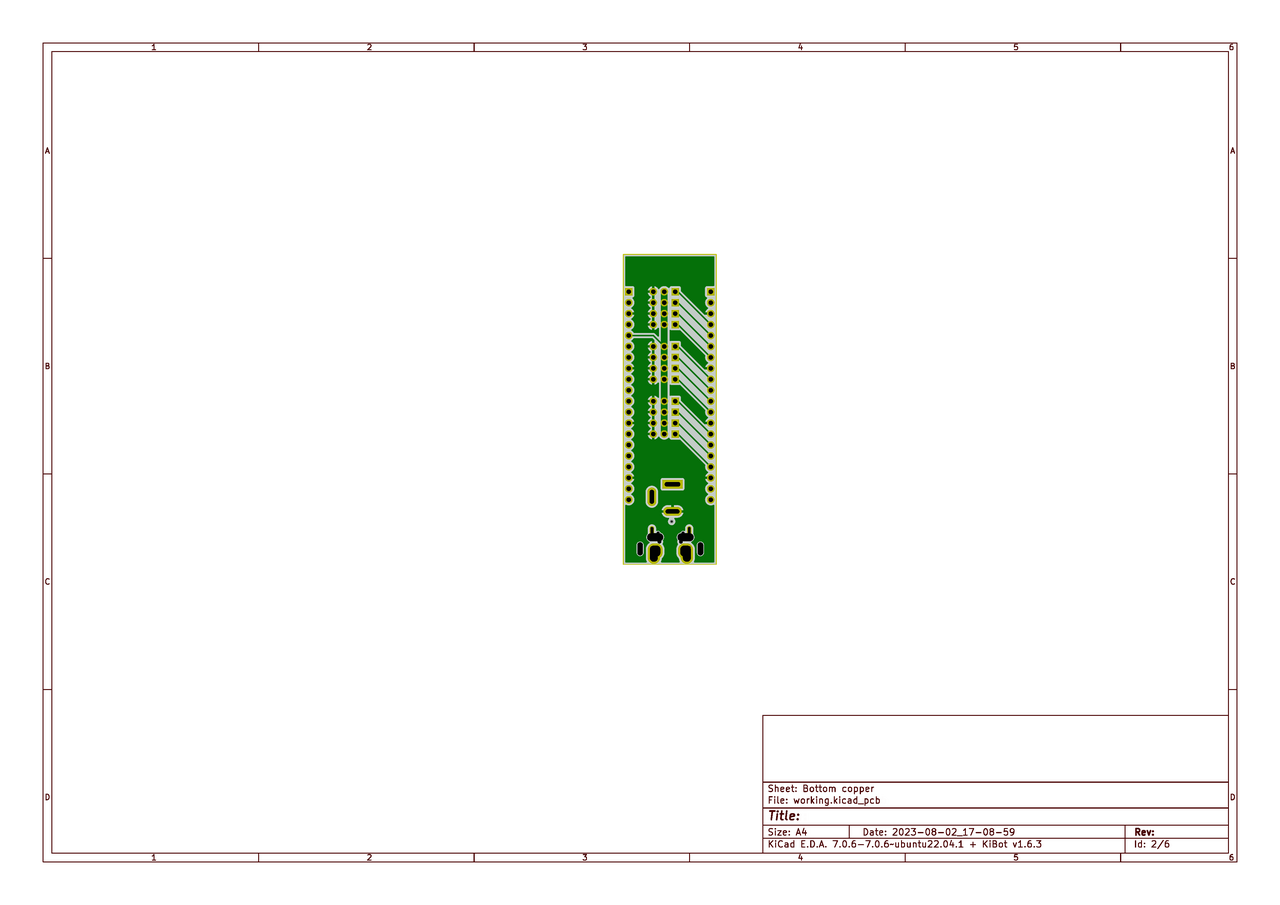 1 2 3 4 5 6
A A
B B
C C
Sheet: Bottom copper
File: working.kicad_pcb
D D
Title:
Size: A4 Date: 2023-08-02_17-08-59 Rev:
KiCad E.D.A. 7.0.6-7.0.6~ubuntu22.04.1 + KiBot v1.6.3 Id: 2/6
1 2 3 4 5 6